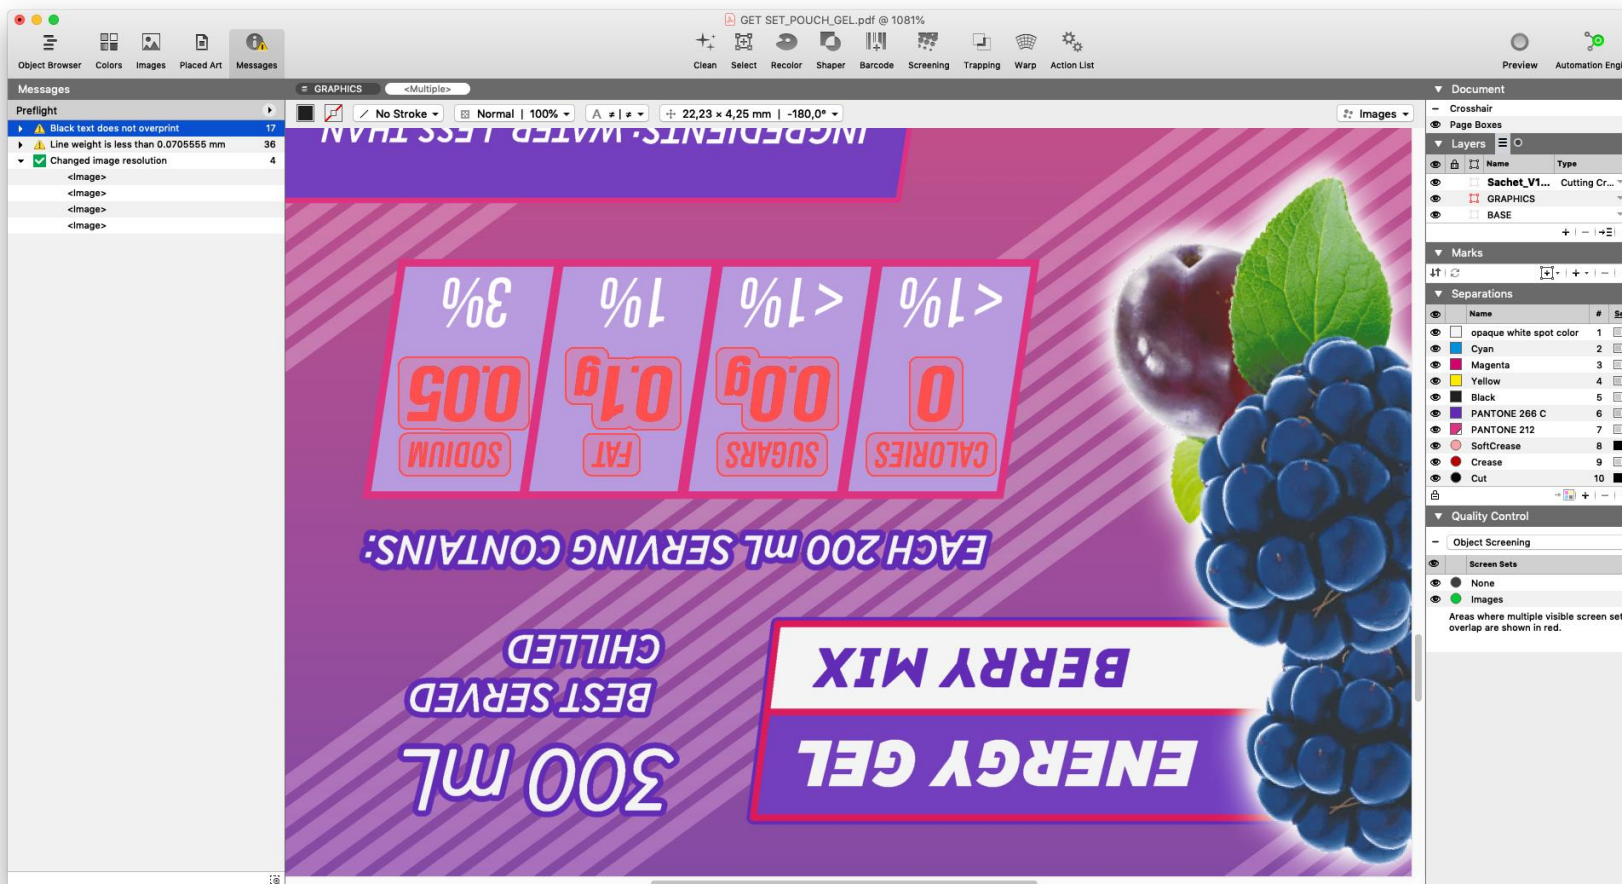 GET SET_POUCH_GEL.pdf @ 1081%
Object Browser
Colors
Images
Placed Art
Messages
Clean
Select
Recolor
Shaper
Barcode
Screening
Trapping
Warp
Action List
Preview
Automation Engi
Messages
Preflight
Black text does not overprint 17
Line weight is less than 0.0705555 mm 36
Changed image resolution 4
<Image>
<Image>
<Image>
<Image>
GRAPHICS
<Multiple>
No Stroke
Normal | 100%
A ≠ | ≠
22,23 × 4,25 mm | -180,0°
Images
ENERGY GEL
BERRY MIX
300 mL
BEST SERVED
CHILLED
EACH 200 mL SERVING CONTAINS:
CALORIES
0
<1%
SUGARS
0.0g
<1%
FAT
0.1g
1%
SODIUM
0.05
3%
INGREDIENTS: WATER, LESS THAN
Document
Crosshair
Page Boxes
Layers
Name Type
Sachet_V1... Cutting Cr...
GRAPHICS
BASE
Marks
Separations
Name # Se
opaque white spot color 1
Cyan 2
Magenta 3
Yellow 4
Black 5
PANTONE 266 C 6
PANTONE 212 7
SoftCrease 8
Crease 9
Cut 10
Quality Control
Object Screening
Screen Sets
None
Images
Areas where multiple visible screen set
overlap are shown in red.